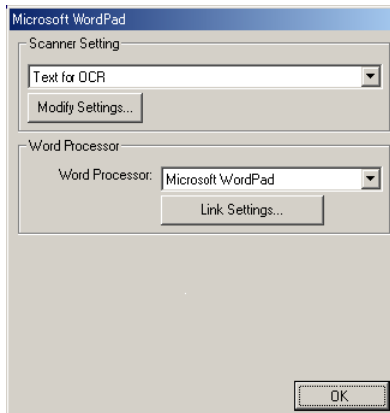 Microsoft WordPad
Scanner Setting
Text for OCR
Modify Settings...
Word Processor
Word Processor: Microsoft WordPad
Link Settings...
OK